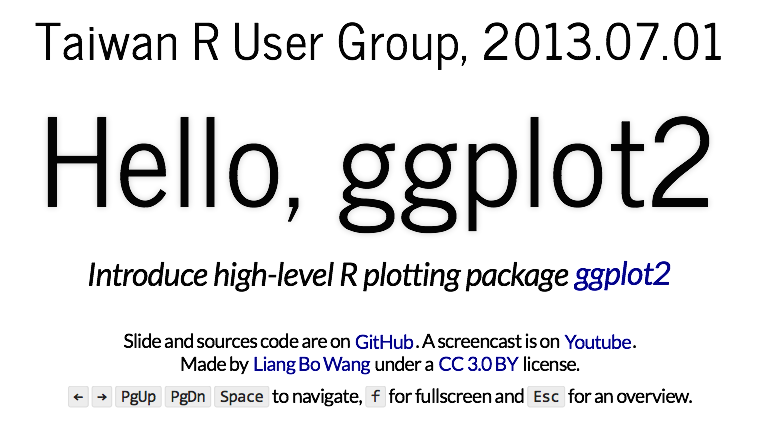 Taiwan R User Group, 2013.07.01
Hello, ggplot2
Introduce high-level R plotting package ggplot2
Slide and sources code are on GitHub. A screencast is on Youtube.
Made by Liang Bo Wang under a CC 3.0 BY license.
← → PgUp PgDn Space to navigate, f for fullscreen and Esc for an overview.